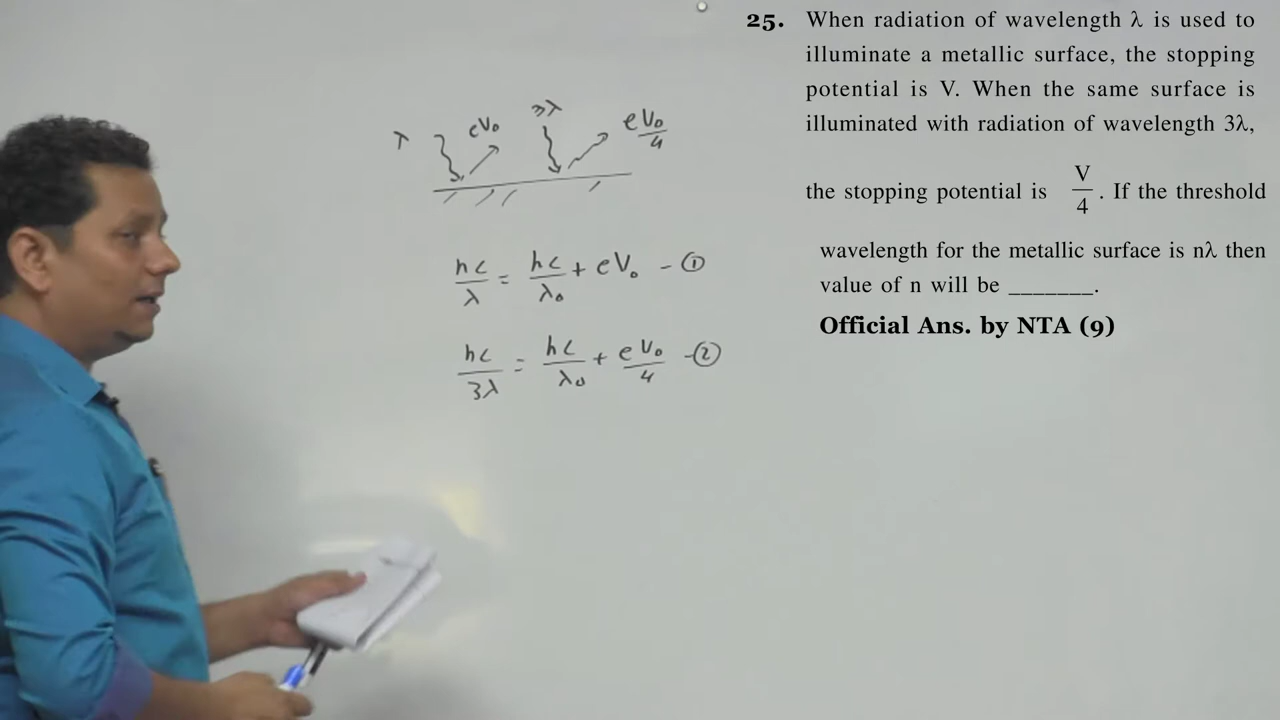 25. When radiation of wavelength λ is used to
illuminate a metallic surface, the stopping
potential is V. When the same surface is
illuminated with radiation of wavelength 3λ,
the stopping potential is V/4. If the threshold
wavelength for the metallic surface is nλ then
value of n will be _______.
Official Ans. by NTA (9)
λ eV₀ 3λ eV₀/4
hc/λ = hc/λ₀ + eV₀ - ①
hc/3λ = hc/λ₀ + eV₀/4 - ②